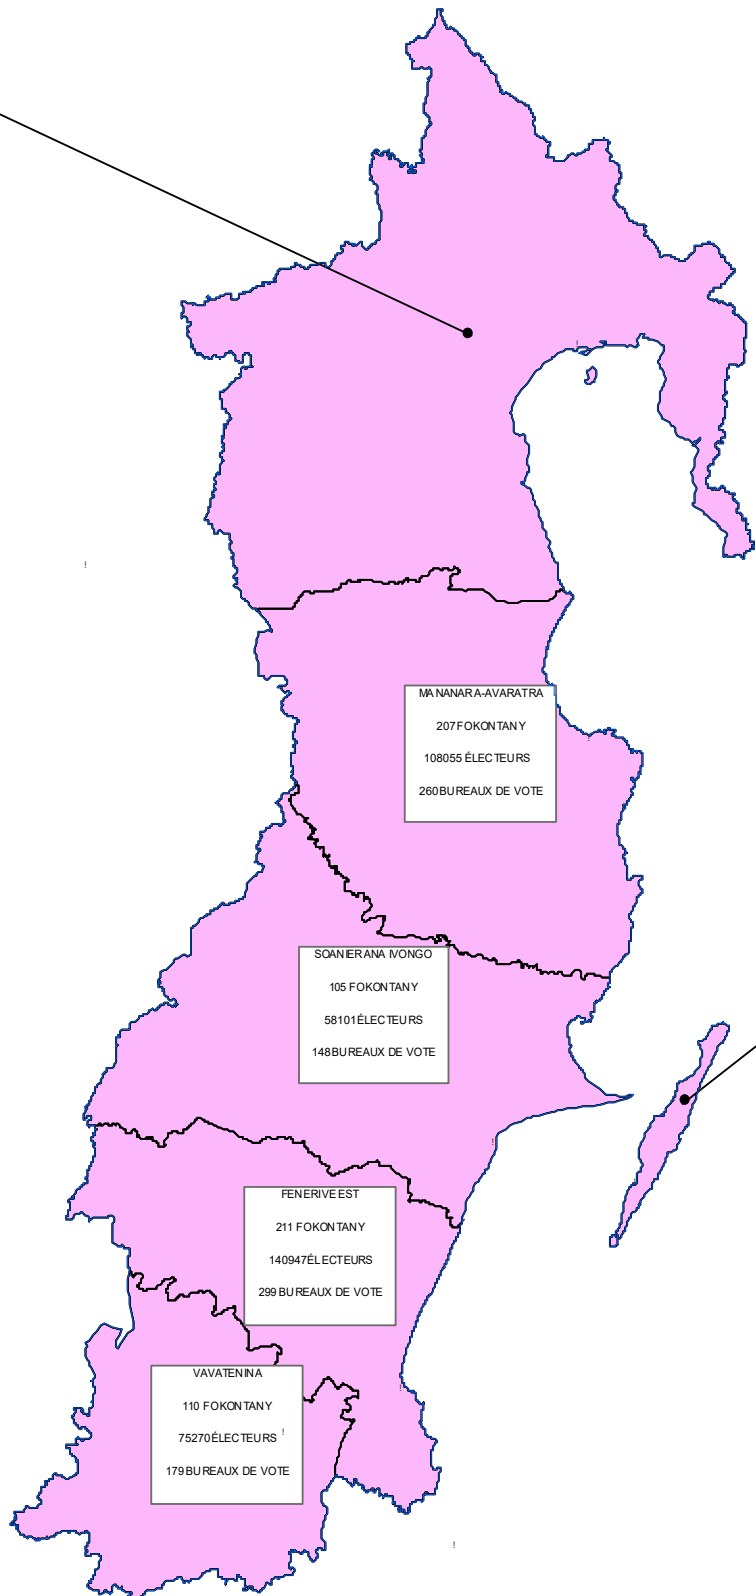 MANANARA-AVARATRA
207 FOKONTANY
108055 ÉLECTEURS
260 BUREAUX DE VOTE
SOANIERANA IVONGO
105 FOKONTANY
58101 ÉLECTEURS
148 BUREAUX DE VOTE
FENERIVE EST
211 FOKONTANY
140947 ÉLECTEURS
299 BUREAUX DE VOTE
VAVATENINA
110 FOKONTANY
75270 ÉLECTEURS
179 BUREAUX DE VOTE